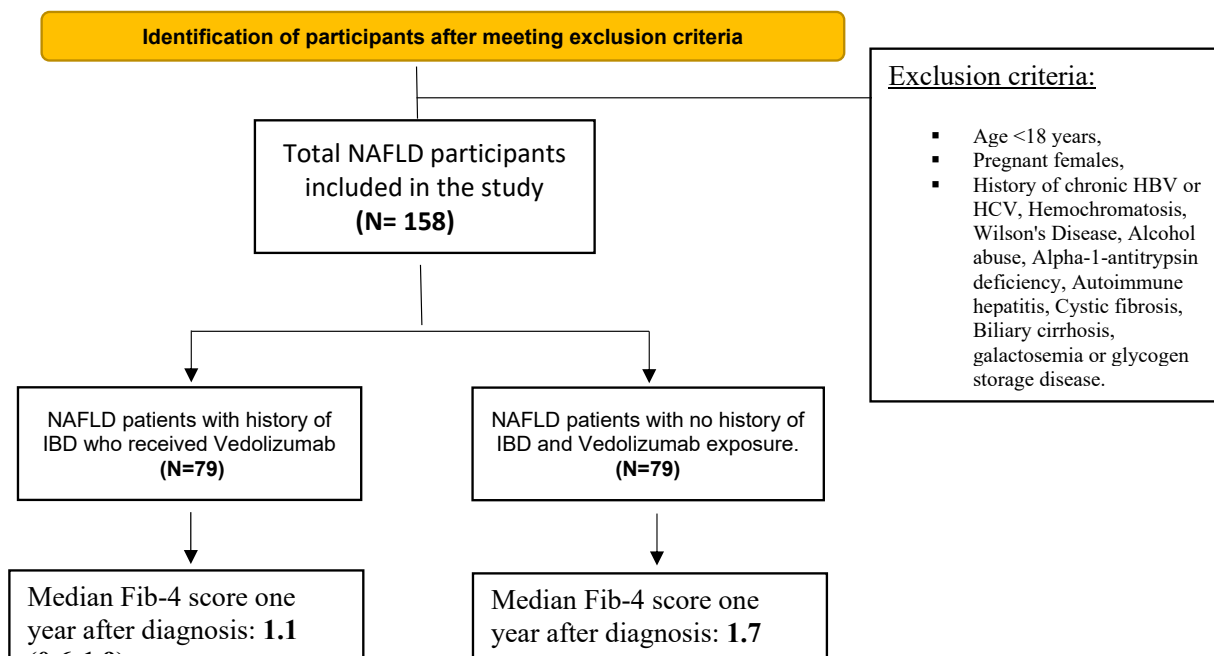 Identification of participants after meeting exclusion criteria
Exclusion criteria:
▪ Age <18 years,
▪ Pregnant females,
▪ History of chronic HBV or
HCV, Hemochromatosis,
Wilson's Disease, Alcohol
abuse, Alpha-1-antitrypsin
deficiency, Autoimmune
hepatitis, Cystic fibrosis,
Biliary cirrhosis,
galactosemia or glycogen
storage disease.
Total NAFLD participants
included in the study
(N= 158)
NAFLD patients with history of
IBD who received Vedolizumab
(N=79)
NAFLD patients with no history of
IBD and Vedolizumab exposure.
(N=79)
Median Fib-4 score one
year after diagnosis: 1.1
Median Fib-4 score one
year after diagnosis: 1.7